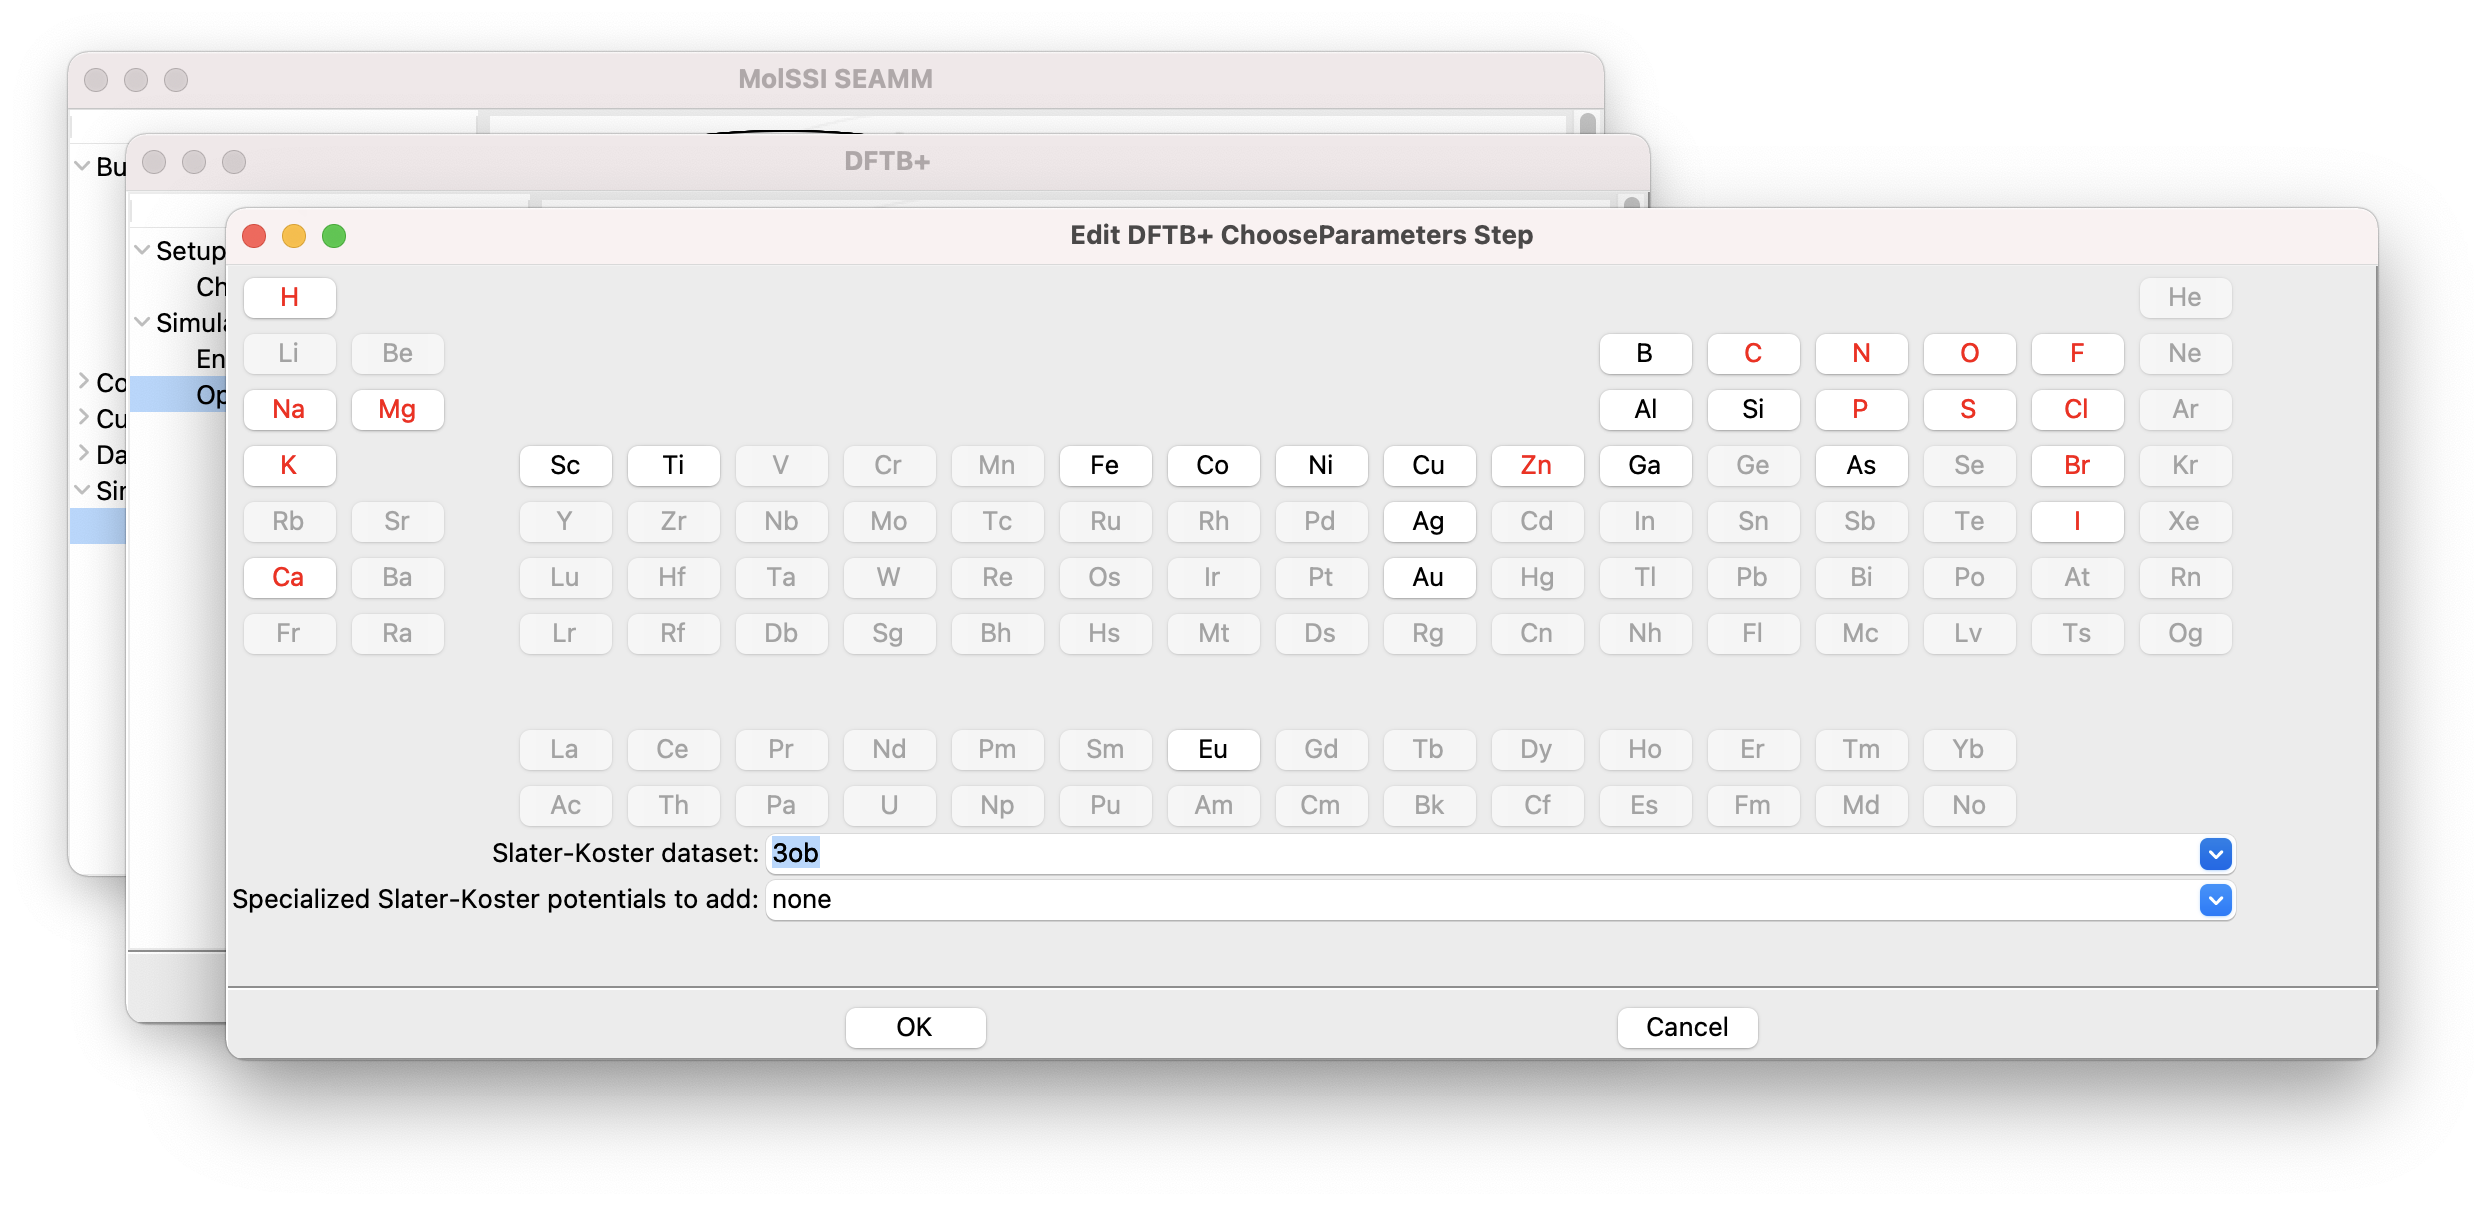 MolSSI SEAMM
Bu
DFTB+
Setup
Ch
Simula
En
Op
Co
Cu
Da
Sir
Edit DFTB+ ChooseParameters Step
H He
Li Be B C N O F Ne
Na Mg Al Si P S Cl Ar
K Sc Ti V Cr Mn Fe Co Ni Cu Zn Ga Ge As Se Br Kr
Rb Sr Y Zr Nb Mo Tc Ru Rh Pd Ag Cd In Sn Sb Te I Xe
Ca Ba Lu Hf Ta W Re Os Ir Pt Au Hg Tl Pb Bi Po At Rn
Fr Ra Lr Rf Db Sg Bh Hs Mt Ds Rg Cn Nh Fl Mc Lv Ts Og
La Ce Pr Nd Pm Sm Eu Gd Tb Dy Ho Er Tm Yb
Ac Th Pa U Np Pu Am Cm Bk Cf Es Fm Md No
Slater-Koster dataset: 3ob
Specialized Slater-Koster potentials to add: none
OK Cancel